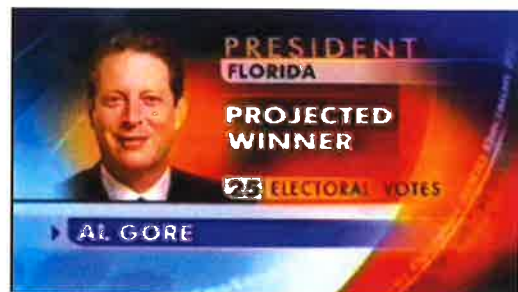 PRESIDENT
FLORIDA
PROJECTED
WINNER
25 ELECTORAL VOTES
AL GORE